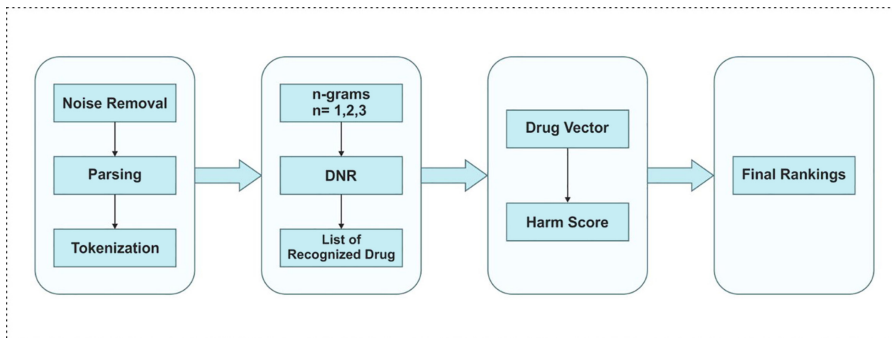 Noise Removal
Parsing
Tokenization
n-grams
n= 1,2,3
DNR
List of
Recognized Drug
Drug Vector
Harm Score
Final Rankings